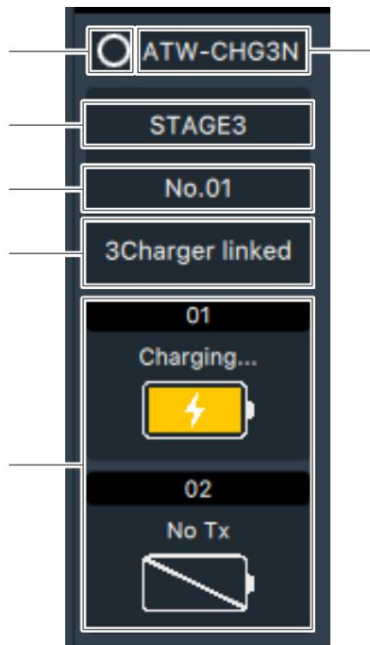 ATW-CHG3N
STAGE3
No.01
3Charger linked
01
Charging...
02
No Tx